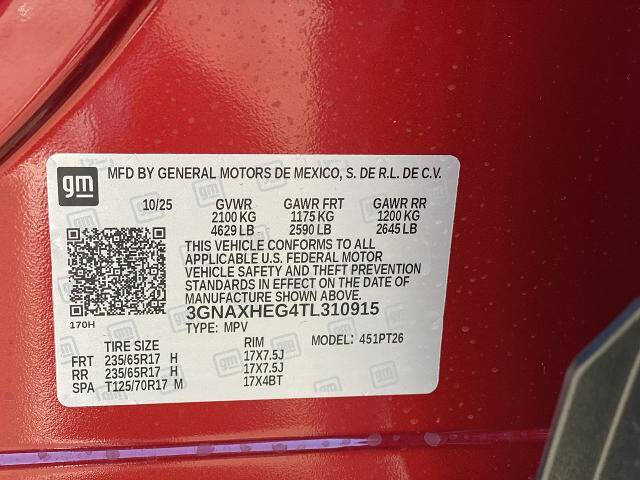 gm
MFD BY GENERAL MOTORS DE MEXICO, S. DE R.L. DE C.V.
10/25 GVWR GAWR FRT GAWR RR
2100 KG 1175 KG 1200 KG
4629 LB 2590 LB 2645 LB
THIS VEHICLE CONFORMS TO ALL
APPLICABLE U.S. FEDERAL MOTOR
VEHICLE SAFETY AND THEFT PREVENTION
STANDARDS IN EFFECT ON THE DATE OF
MANUFACTURE SHOWN ABOVE.
3GNAXHEG4TL310915
170H
TYPE: MPV MODEL: 451PT26
TIRE SIZE RIM
FRT 235/65R17 H 17X7.5J
RR 235/65R17 H 17X7.5J
SPA T125/70R17 M 17X4BT